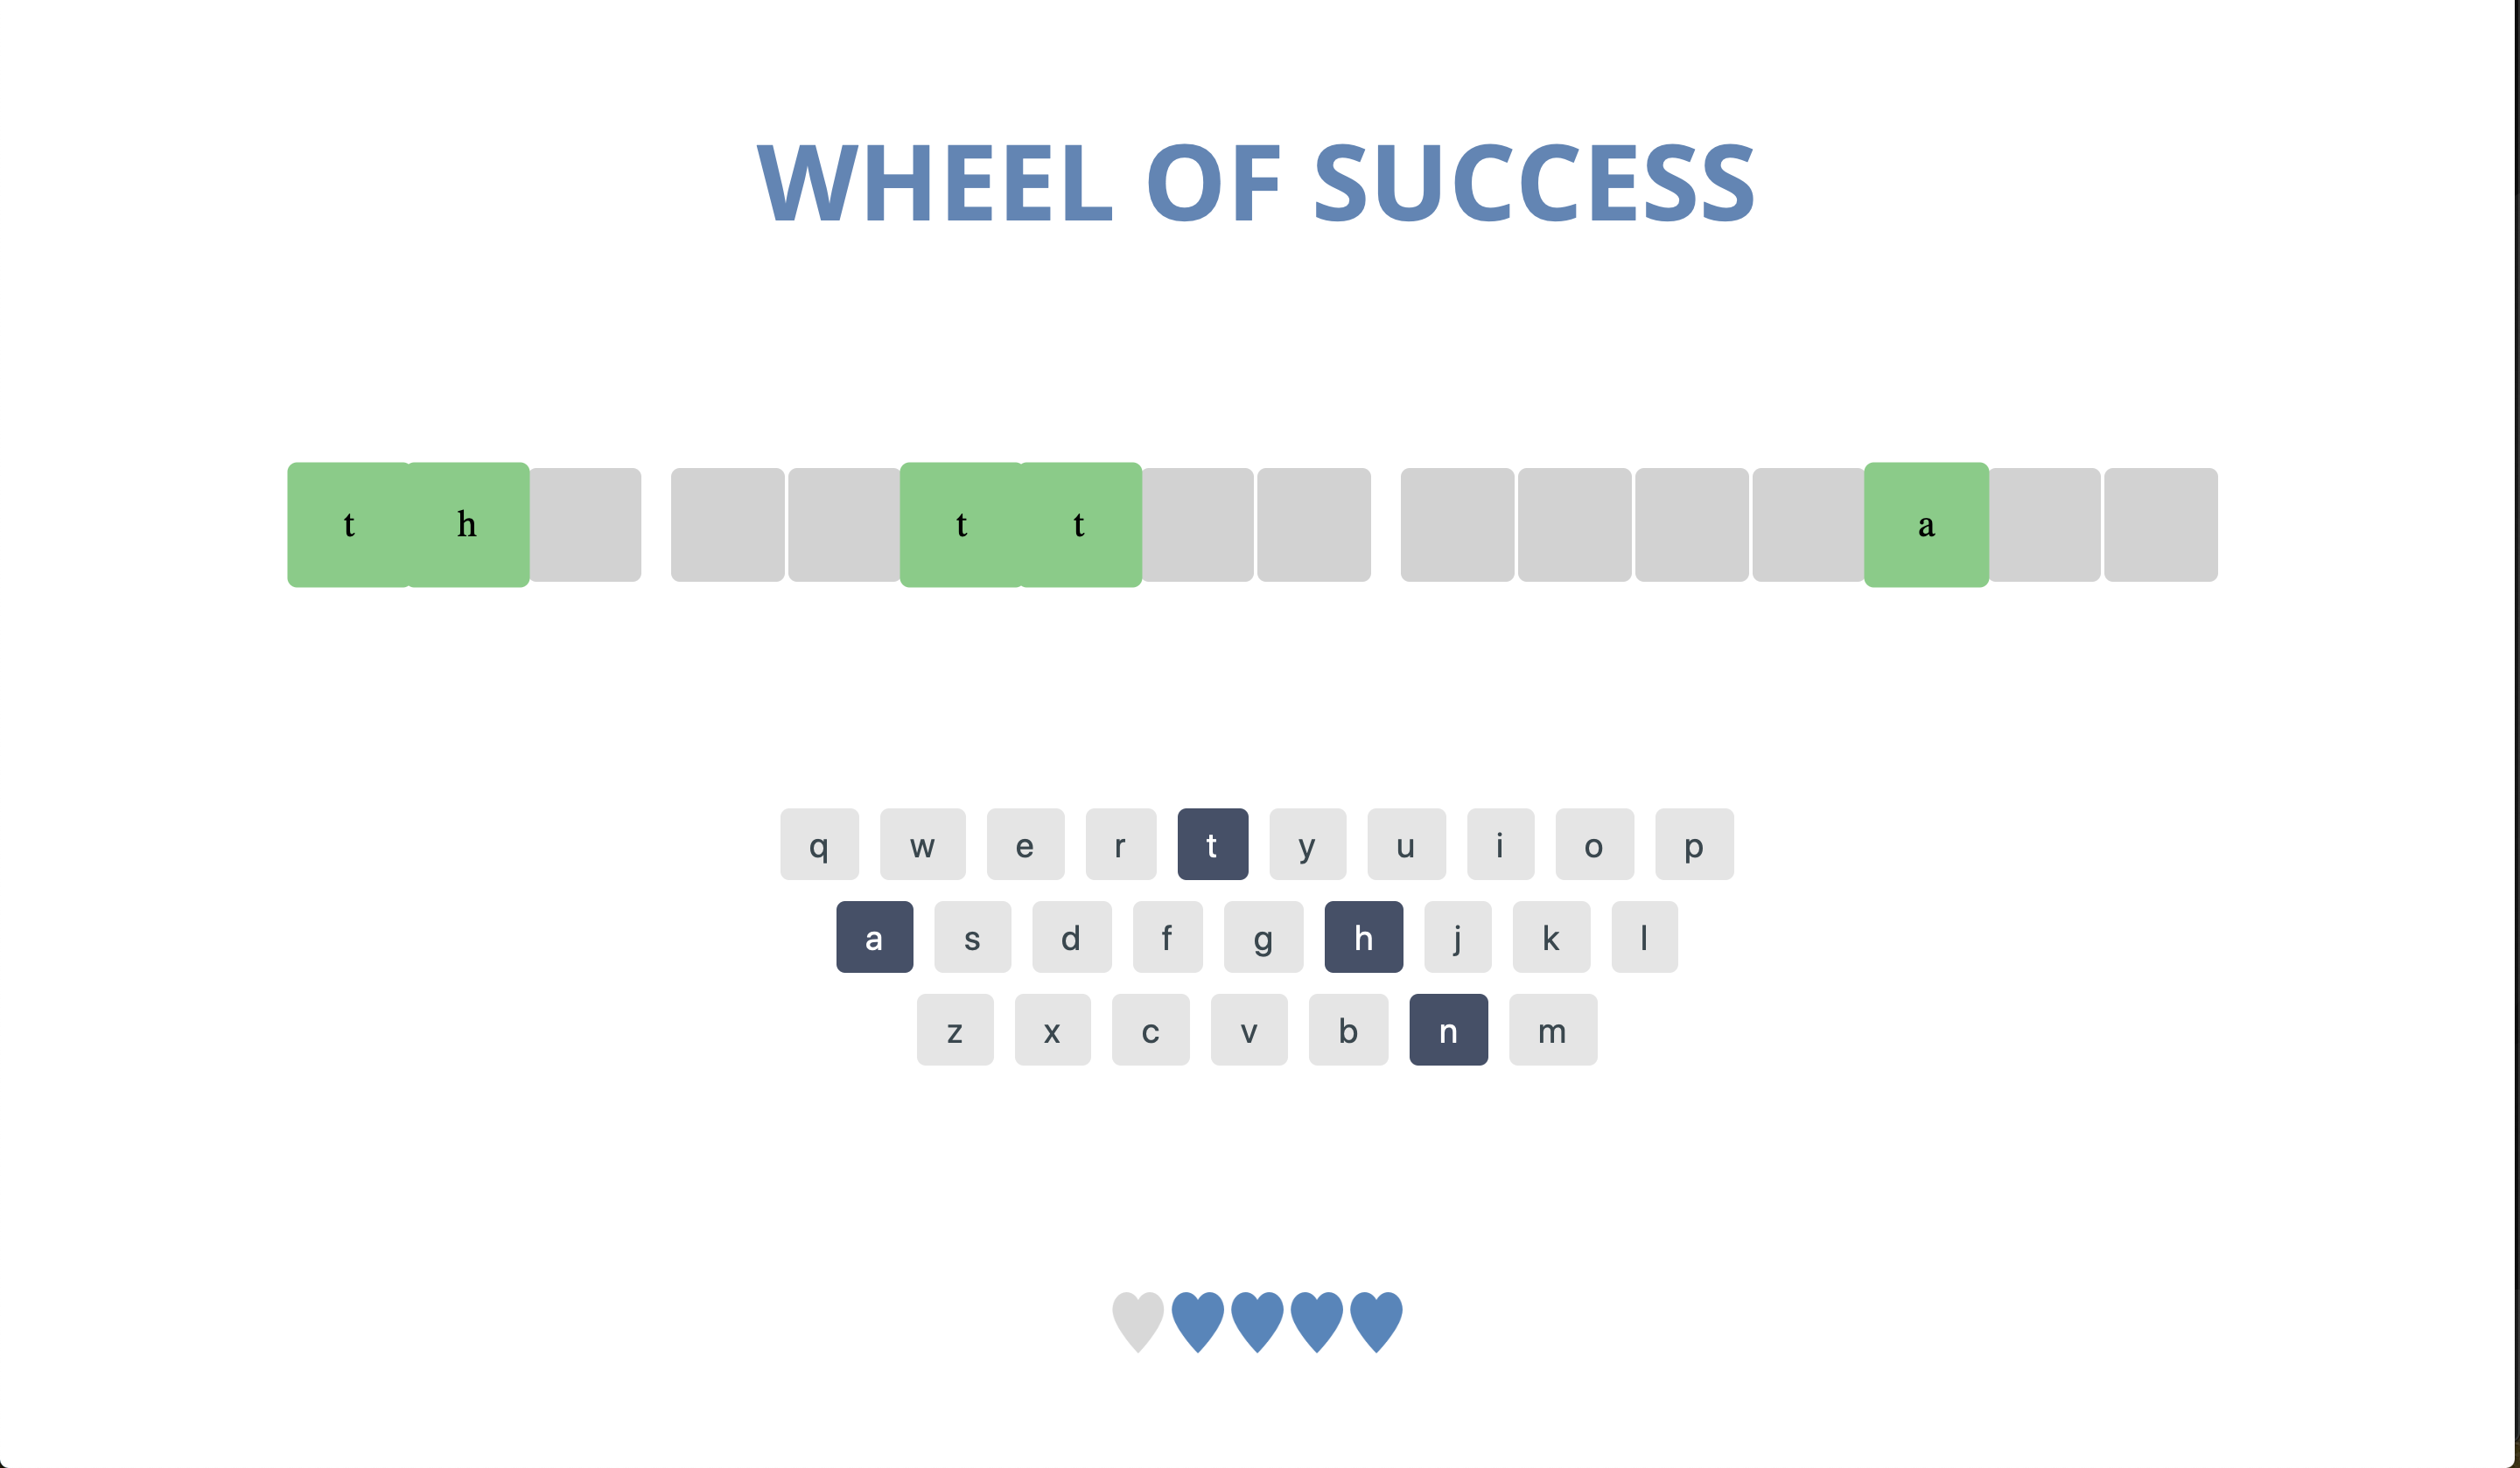 WHEEL OF SUCCESS
t h t t a
q w e r t y u i o p
a s d f g h j k l
z x c v b n m